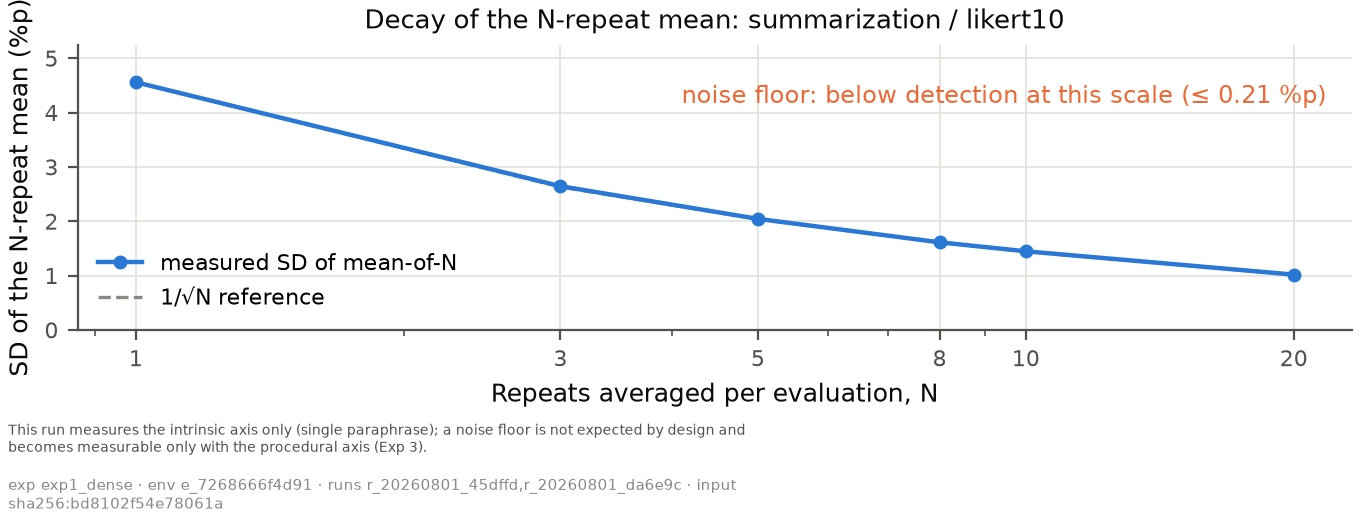 Decay of the N-repeat mean: summarization / likert10
SD of the N-repeat mean (%p)
5
4
3
2
1
0
noise floor: below detection at this scale (≤ 0.21 %p)
measured SD of mean-of-N
1/√N reference
1 3 5 8 10 20
Repeats averaged per evaluation, N
This run measures the intrinsic axis only (single paraphrase); a noise floor is not expected by design and
becomes measurable only with the procedural axis (Exp 3).
exp exp1_dense · env e_7268666f4d91 · runs r_20260801_45dffd,r_20260801_da6e9c · input
sha256:bd8102f54e78061a